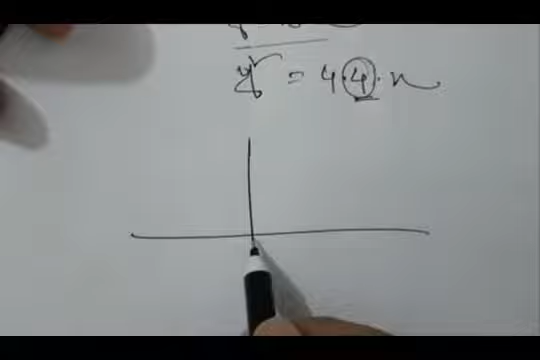 y² = 4·4·x